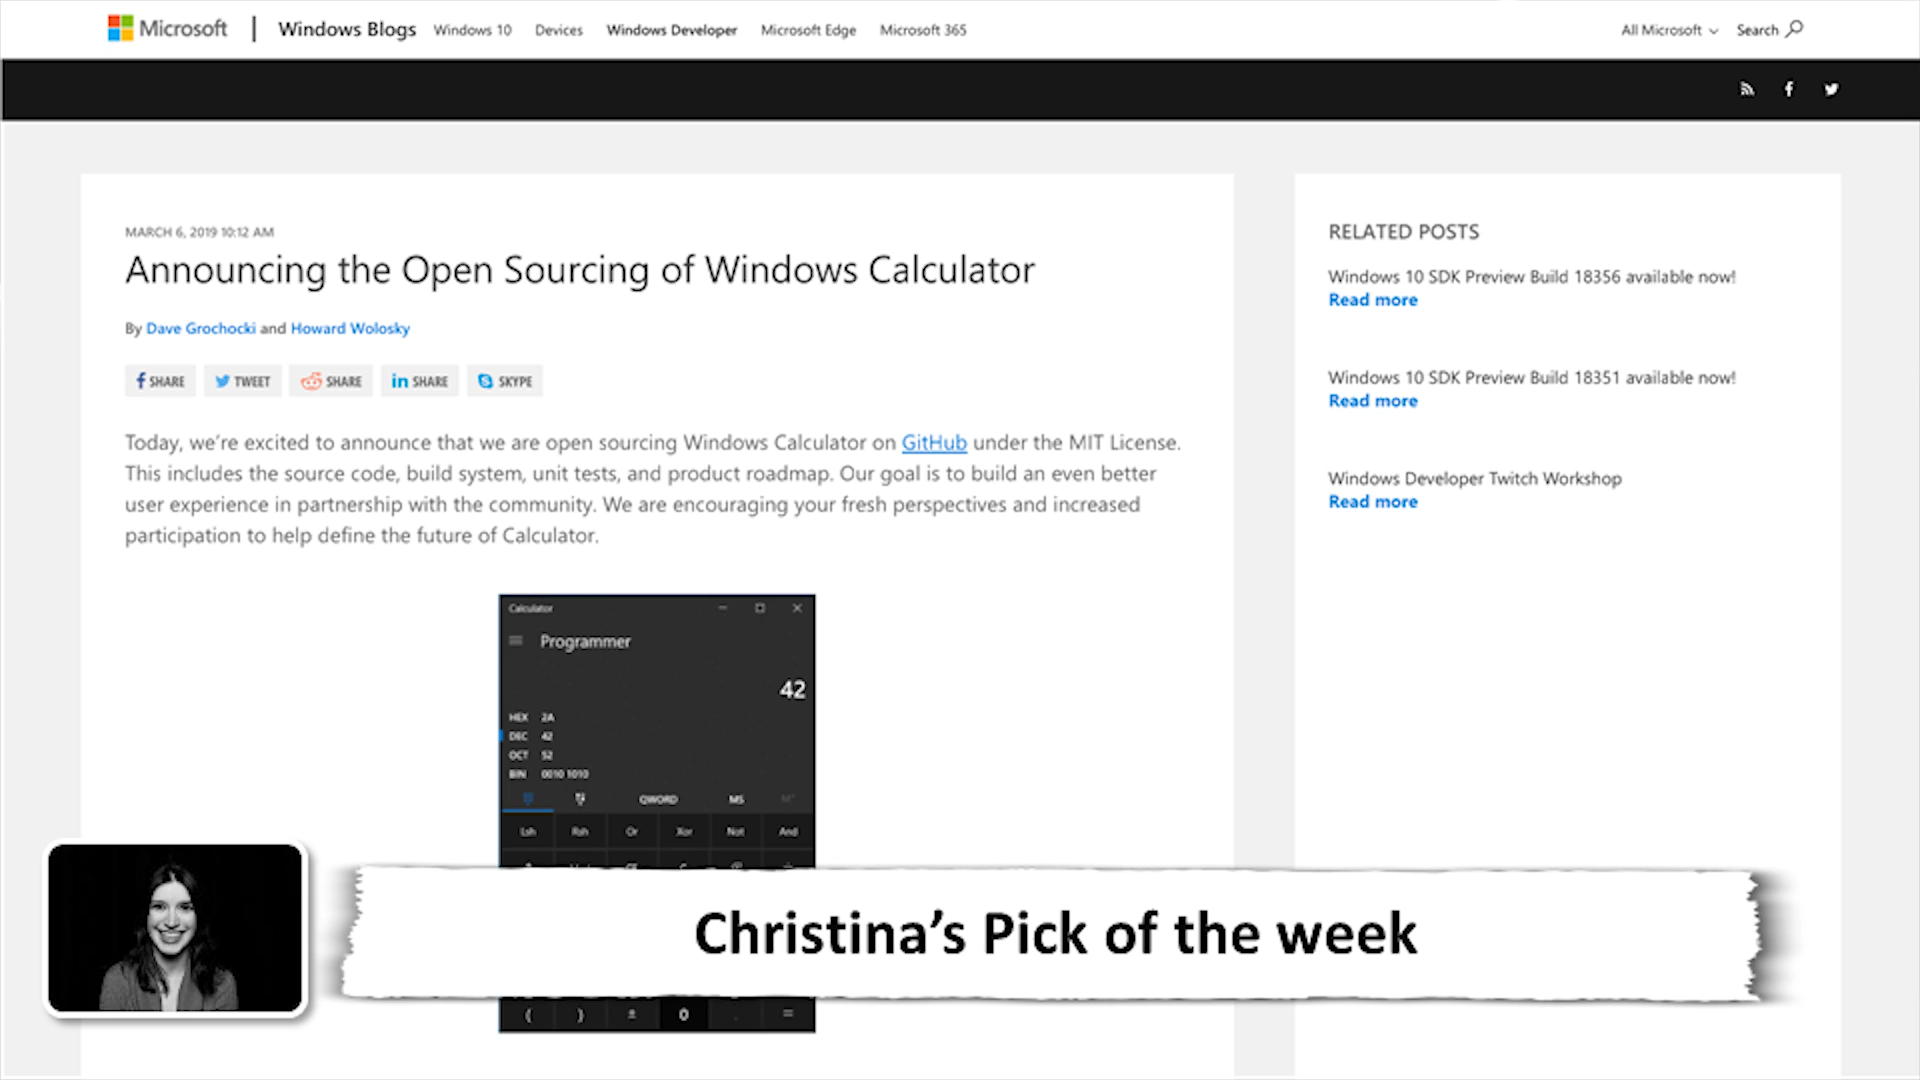 Microsoft | Windows Blogs Windows 10 Devices Windows Developer Microsoft Edge Microsoft 365 All Microsoft Search
MARCH 6, 2019 10:12 AM
Announcing the Open Sourcing of Windows Calculator
By Dave Grochocki and Howard Wolosky
SHARE TWEET SHARE SHARE SKYPE
Today, we’re excited to announce that we are open sourcing Windows Calculator on GitHub under the MIT License.
This includes the source code, build system, unit tests, and product roadmap. Our goal is to build an even better
user experience in partnership with the community. We are encouraging your fresh perspectives and increased
participation to help define the future of Calculator.
RELATED POSTS
Windows 10 SDK Preview Build 18356 available now!
Read more
Windows 10 SDK Preview Build 18351 available now!
Read more
Windows Developer Twitch Workshop
Read more
Calculator
Programmer
42
HEX 2A
DEC 42
OCT 52
BIN 0010 1010
QWORD MS
Lsh Rsh Or Xor Not And
( ) ± 0 . =
Christina’s Pick of the week